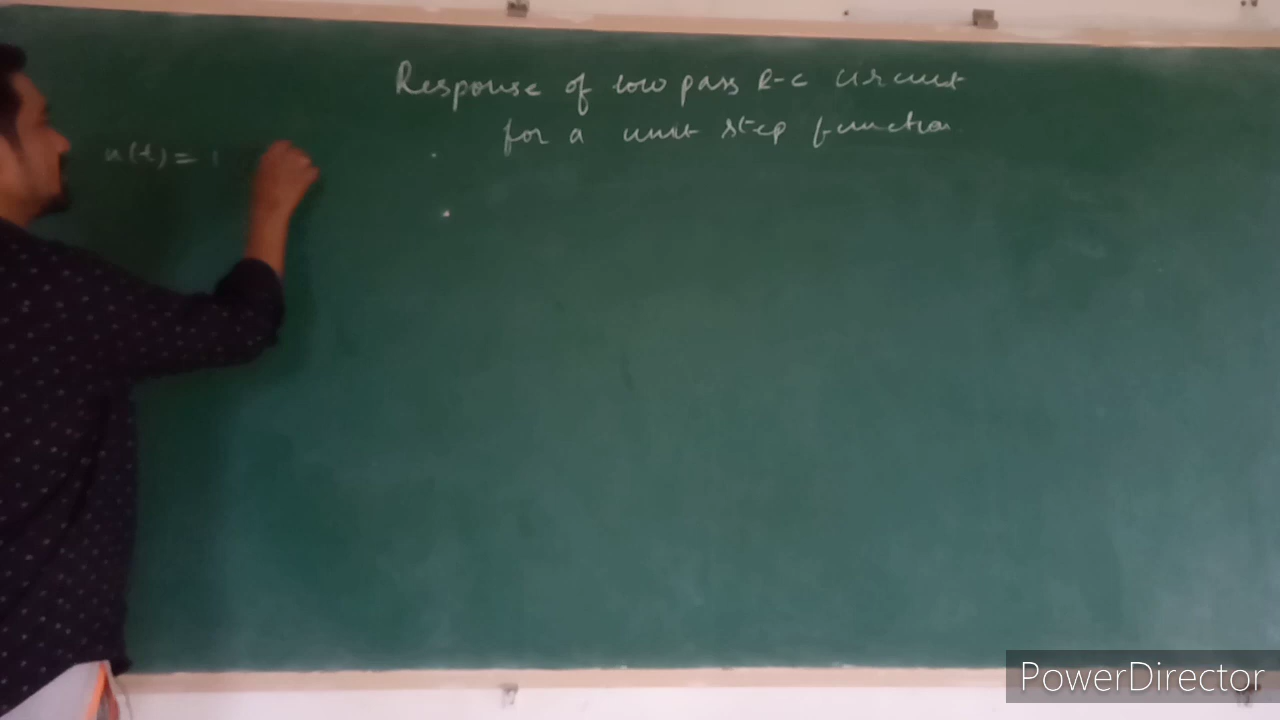 Response of low pass R-C circuit
for a unit step function
u(t) = 1
PowerDirector